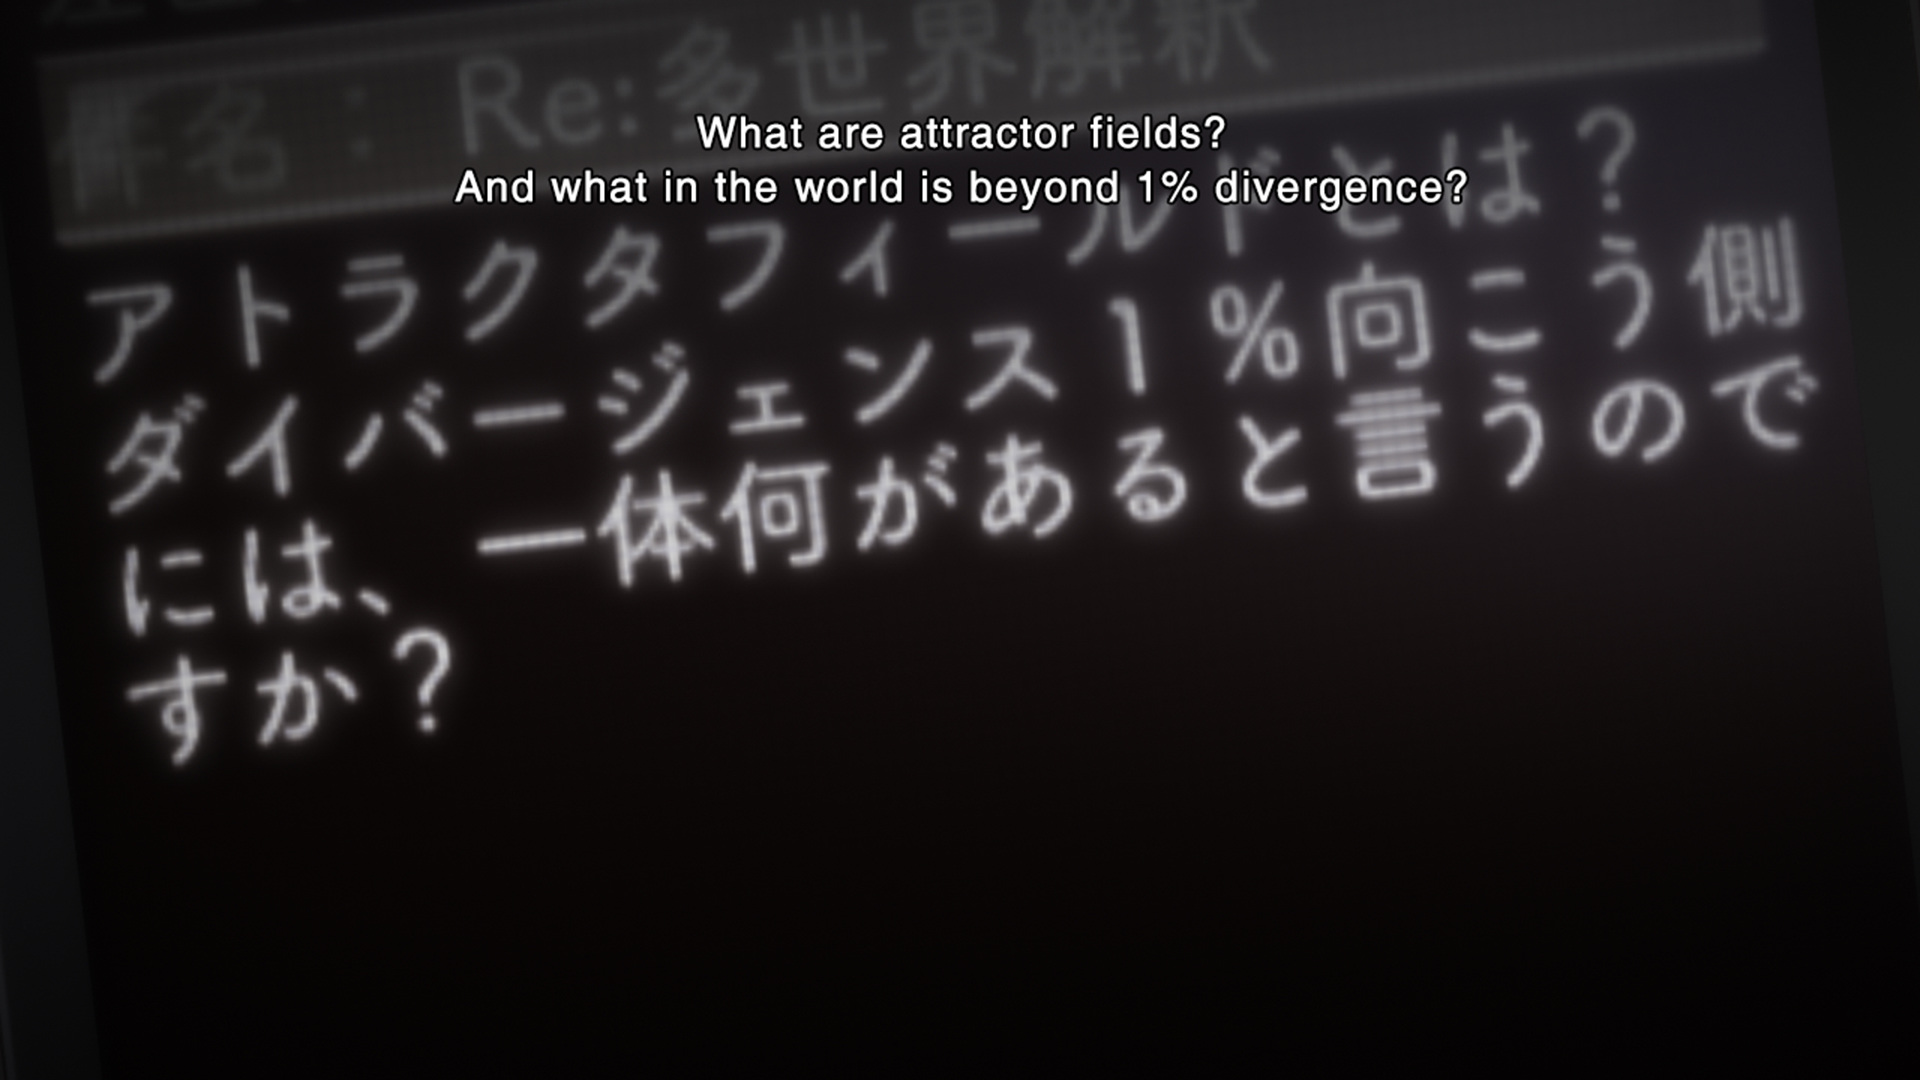 件名： Re:多世界解釈
What are attractor fields?
And what in the world is beyond 1% divergence?
アトラクタフィールドとは？
ダイバージェンス１％向こう側
には、一体何があると言うので
すか？